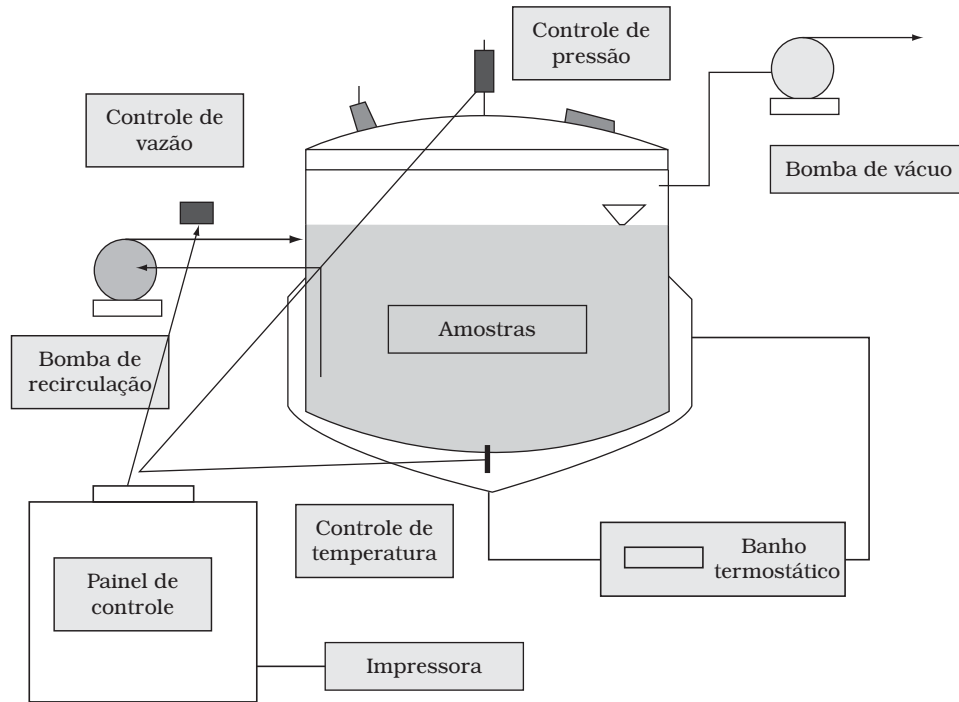 Controle de
pressão
Controle de
vazão
Bomba de vácuo
Amostras
Bomba de
recirculação
Controle de
temperatura
Banho
termostático
Painel de
controle
Impressora